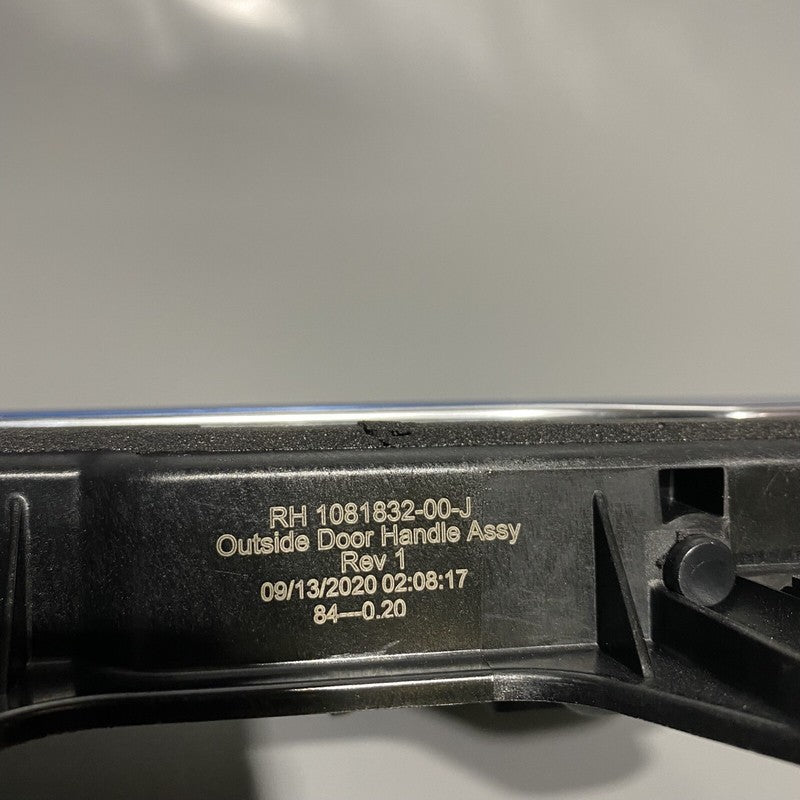 RH 1081832-00-J
Outside Door Handle Assy
Rev 1
09/13/2020 02:08:17
84---0.20